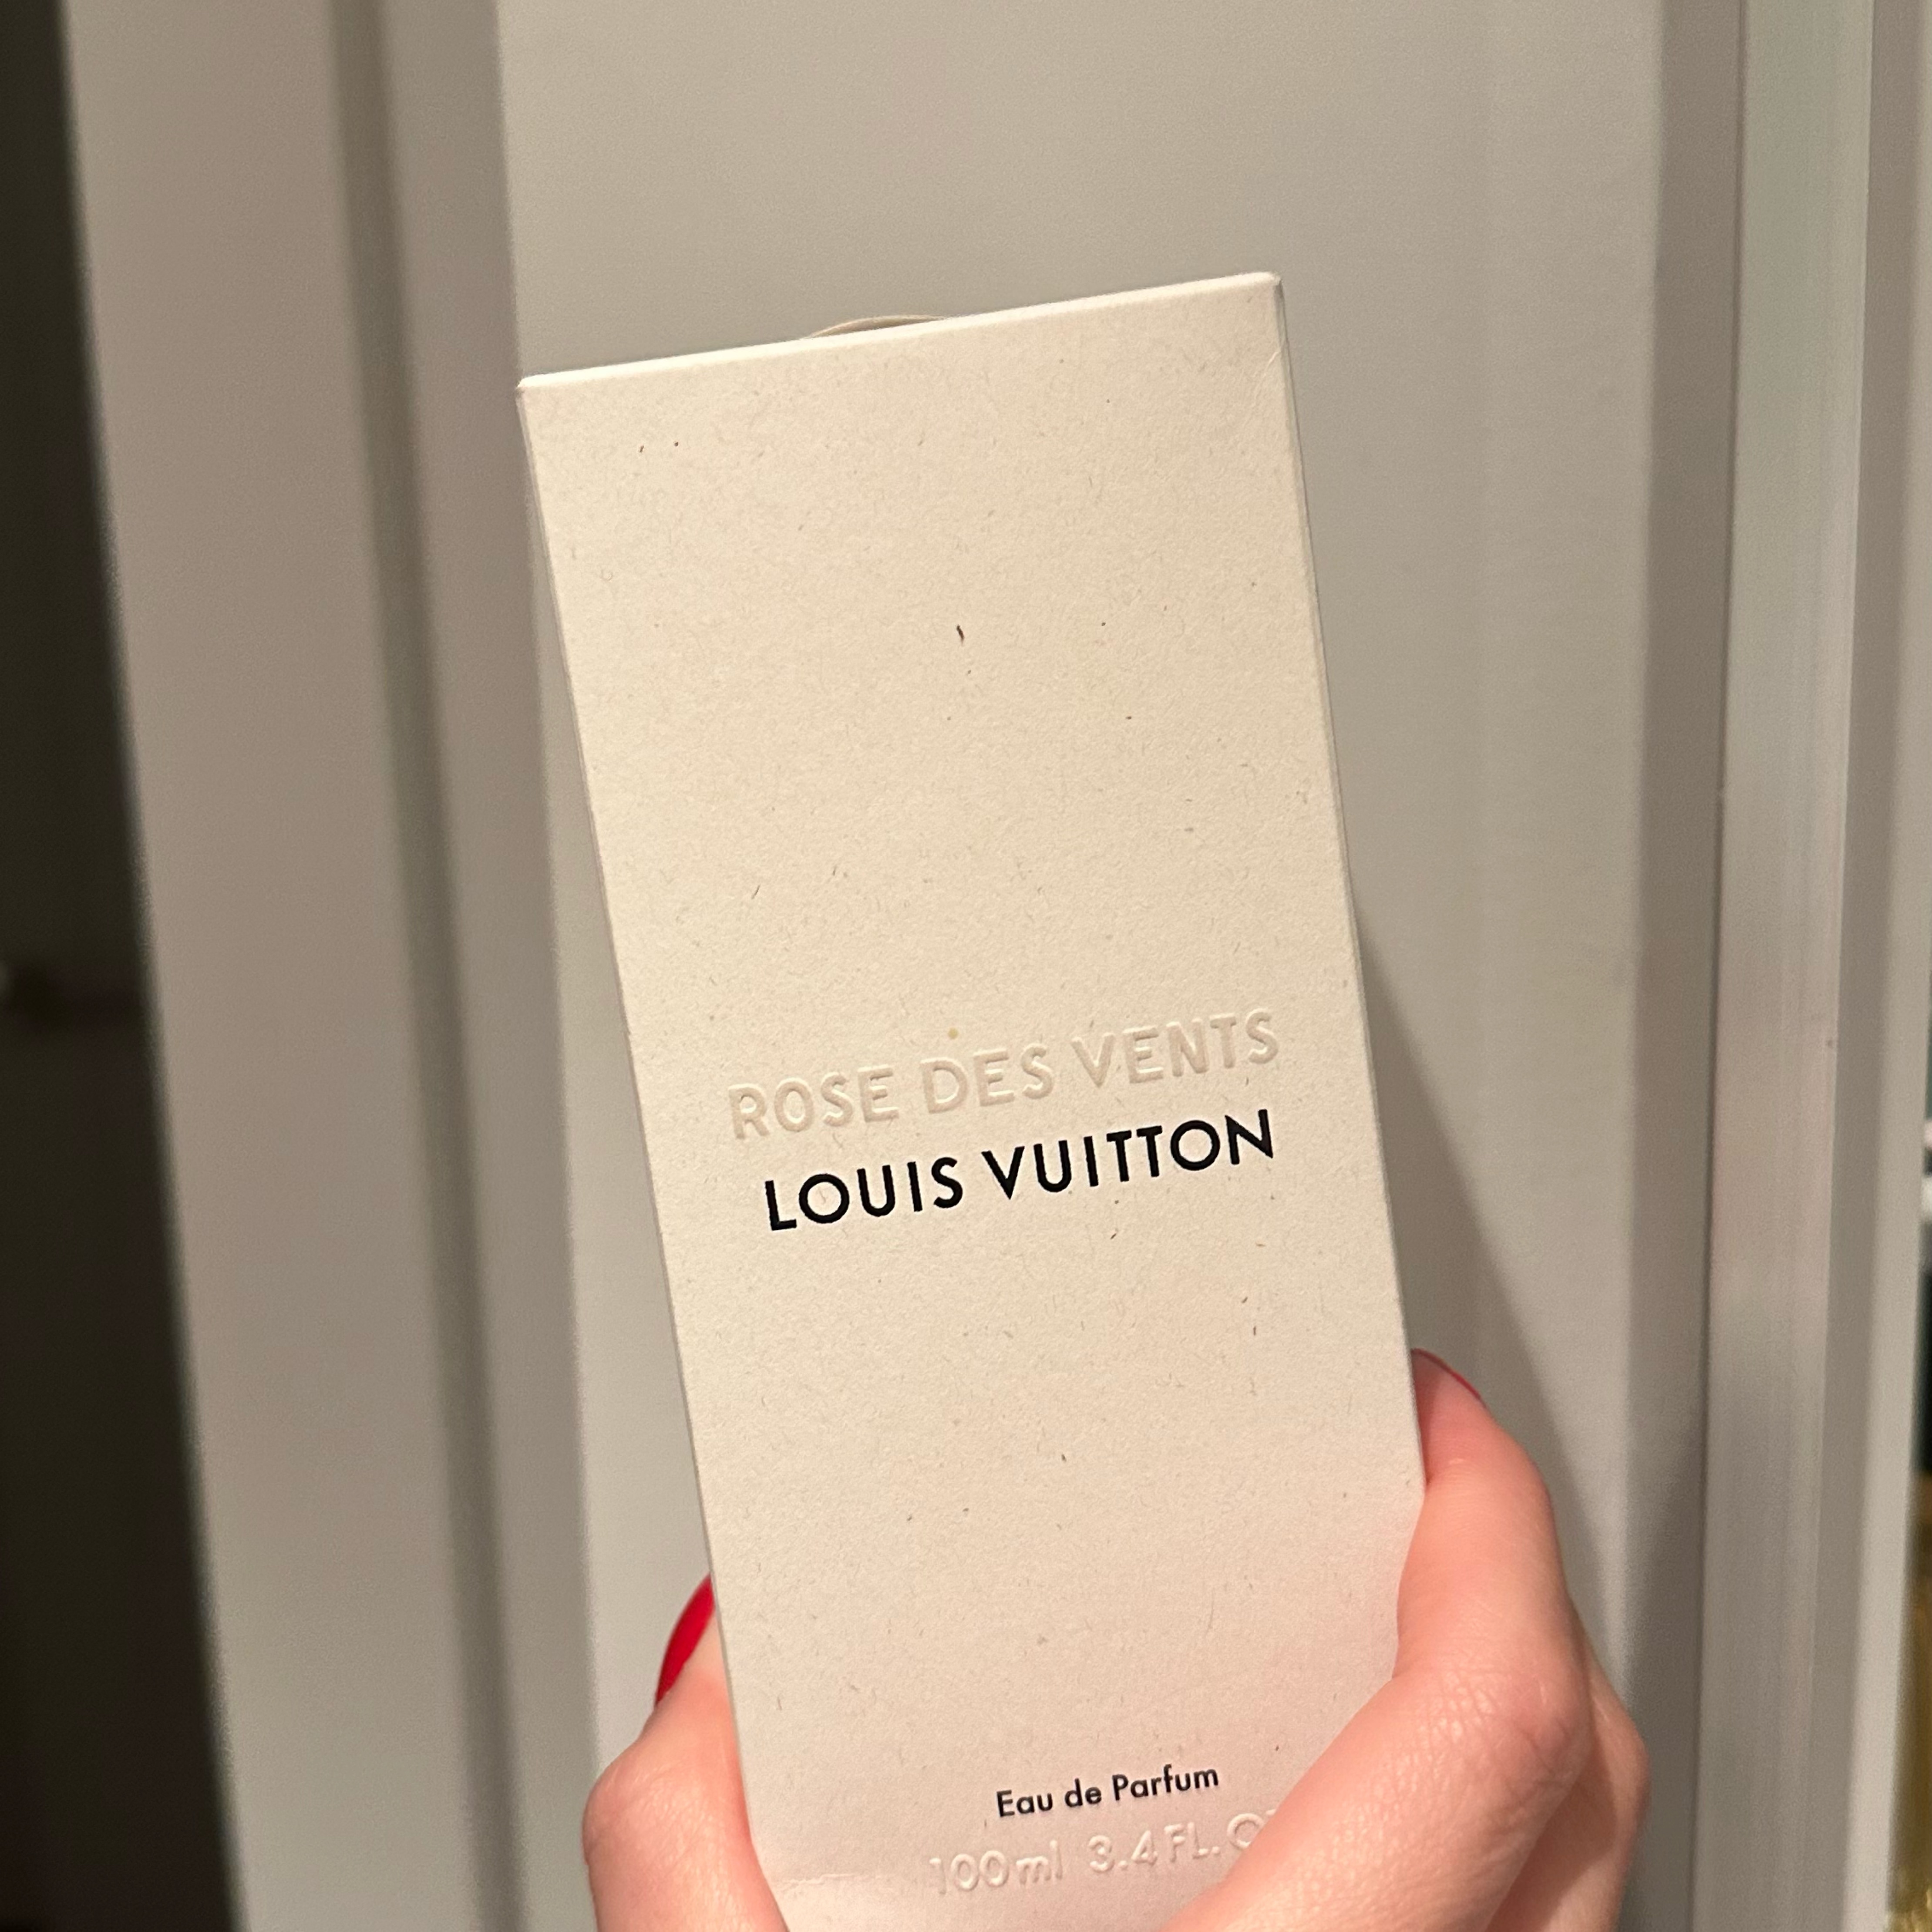 ROSE DES VENTS
LOUIS VUITTON
Eau de Parfum
100ml 3.4 FL.